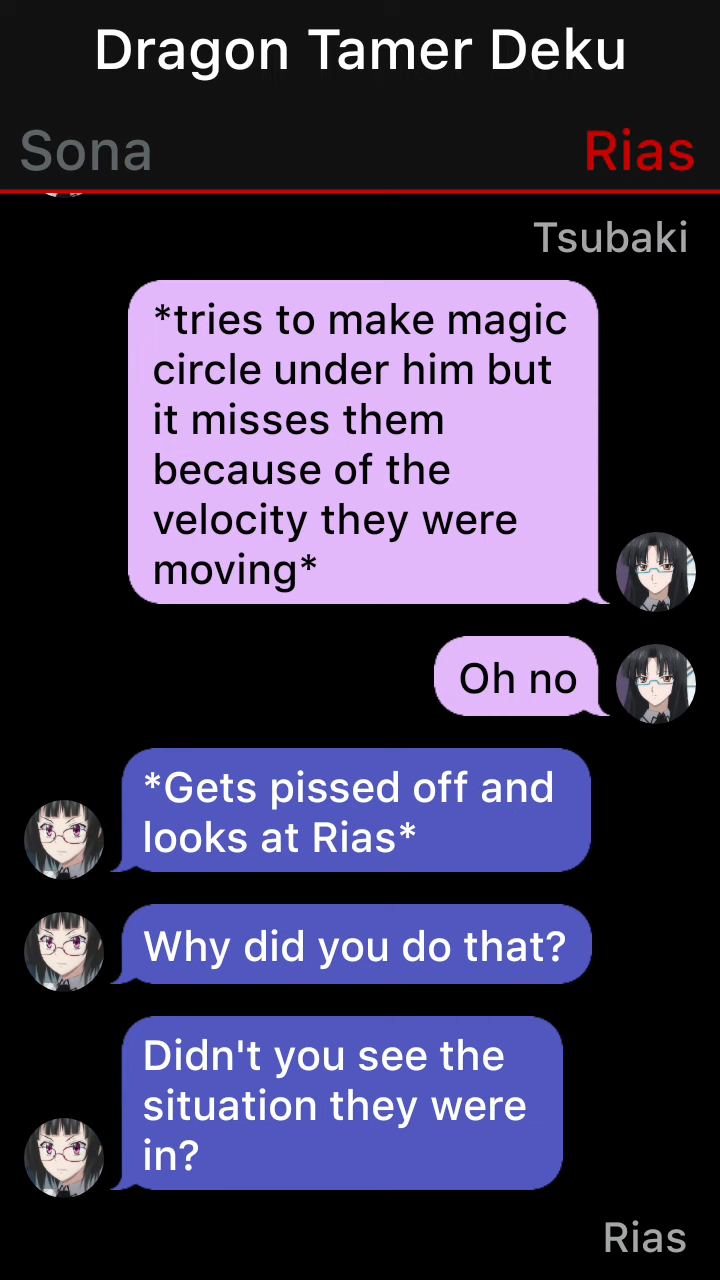 Dragon Tamer Deku
Sona
Rias
Tsubaki
*tries to make magic
circle under him but
it misses them
because of the
velocity they were
moving*
Oh no
*Gets pissed off and
looks at Rias*
Why did you do that?
Didn't you see the
situation they were
in?
Rias